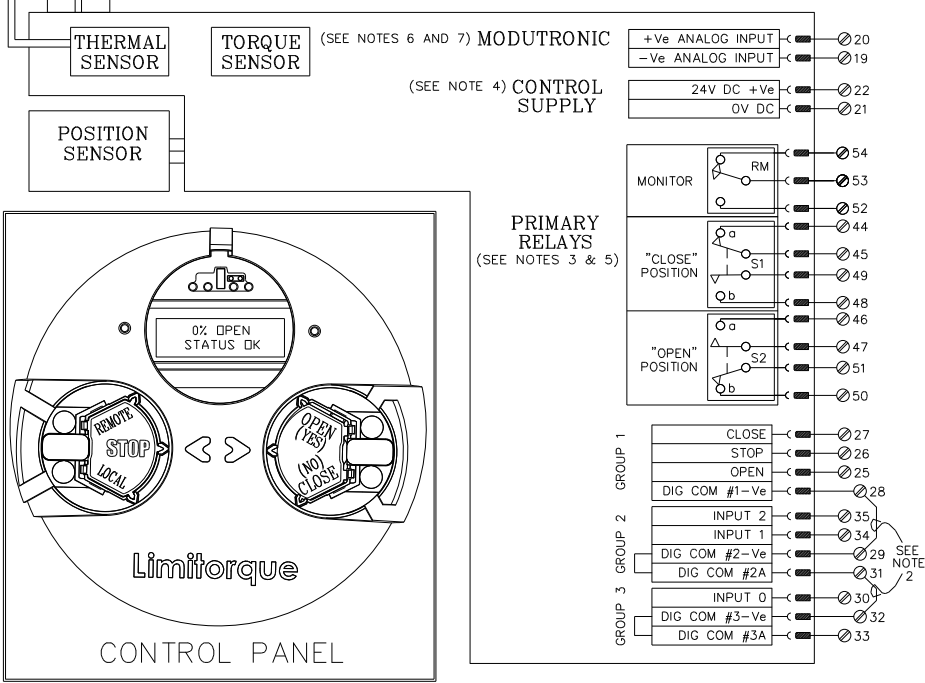 THERMAL
SENSOR
TORQUE
SENSOR
(SEE NOTES 6 AND 7) MODUTRONIC
+Ve ANALOG INPUT 20
-Ve ANALOG INPUT 19
(SEE NOTE 4) CONTROL
SUPPLY
24V DC +Ve 22
0V DC 21
POSITION
SENSOR
PRIMARY
RELAYS
(SEE NOTES 3 & 5)
MONITOR
RM
54
53
52
"CLOSE"
POSITION
a
S1
b
44
45
49
48
"OPEN"
POSITION
a
S2
b
46
47
51
50
GROUP 1
CLOSE 27
STOP 26
OPEN 25
DIG COM #1-Ve 28
GROUP 2
INPUT 2 35
INPUT 1 34
DIG COM #2-Ve 29
DIG COM #2A 31
GROUP 3
INPUT 0 30
DIG COM #3-Ve 32
DIG COM #3A 33
SEE
NOTE
2
0% OPEN
STATUS OK
REMOTE
STOP
LOCAL
OPEN
(YES)
(NO)
CLOSE
Limitorque
CONTROL PANEL